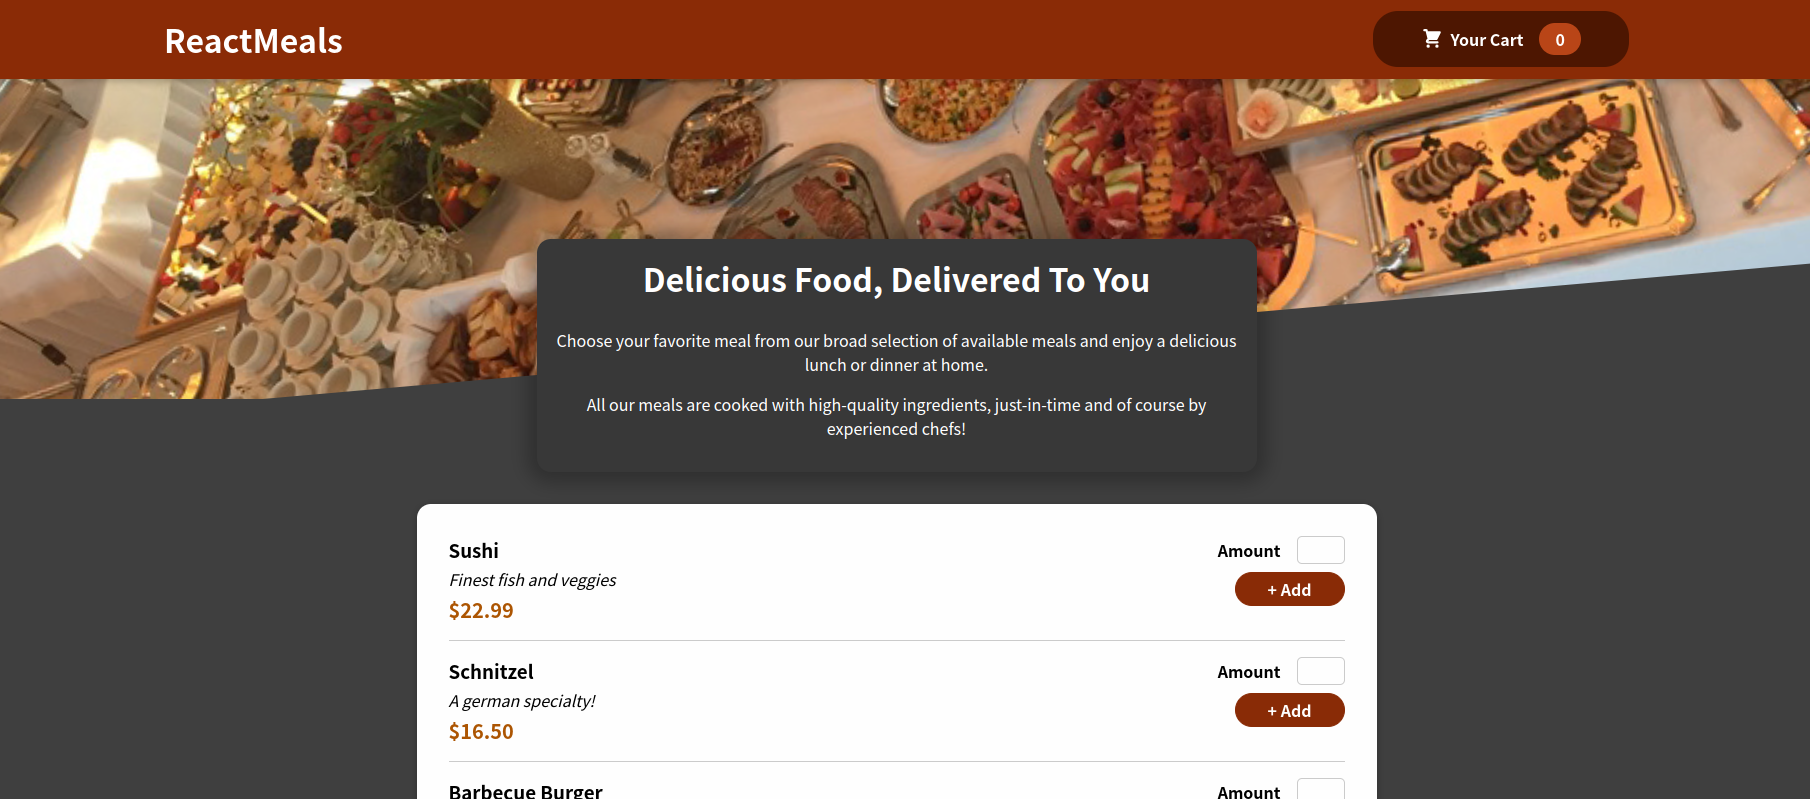 ReactMeals
Your Cart 0
Delicious Food, Delivered To You
Choose your favorite meal from our broad selection of available meals and enjoy a delicious
lunch or dinner at home.
All our meals are cooked with high-quality ingredients, just-in-time and of course by
experienced chefs!
Sushi
Amount
Finest fish and veggies
+ Add
$22.99
Schnitzel
Amount
A german specialty!
+ Add
$16.50
Barbecue Burger
Amount